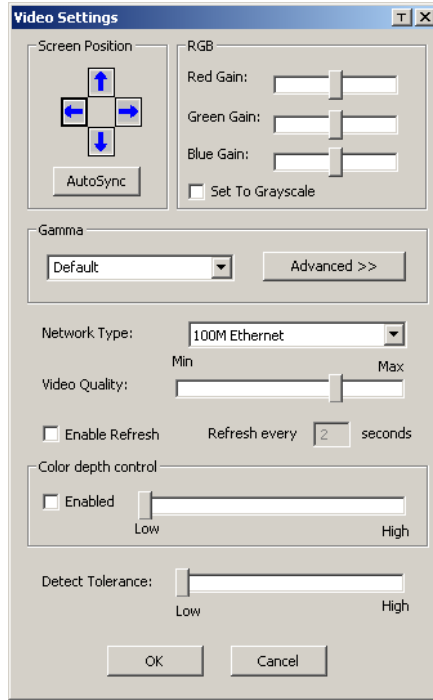 Video Settings
T X
Screen Position
AutoSync
RGB
Red Gain:
Green Gain:
Blue Gain:
Set To Grayscale
Gamma
Default
Advanced >>
Network Type:
100M Ethernet
Min
Max
Video Quality:
Enable Refresh
Refresh every 2 seconds
Color depth control
Enabled
Low
High
Detect Tolerance:
Low
High
OK
Cancel